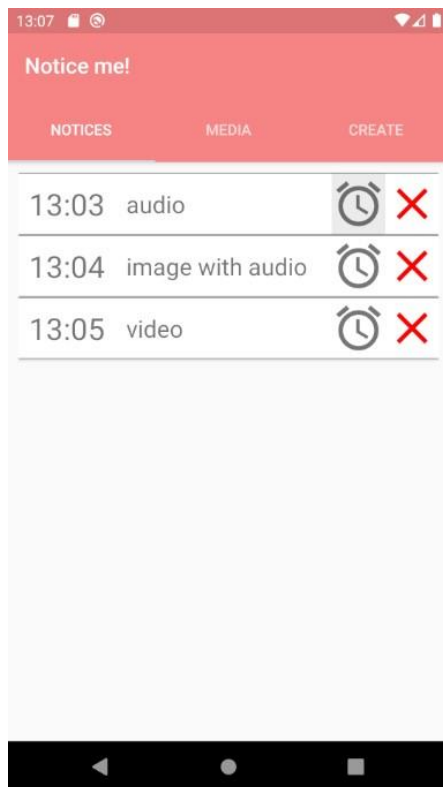 13:07
Notice me!
NOTICES MEDIA CREATE
13:03 audio
13:04 image with audio
13:05 video